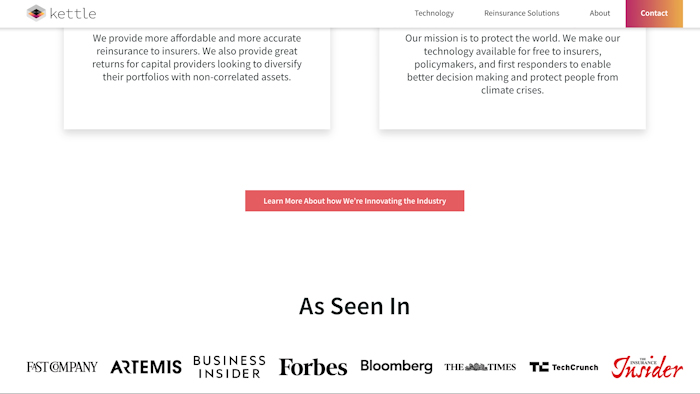 kettle
Technology
Reinsurance Solutions
About
Contact
We provide more affordable and more accurate
reinsurance to insurers. We also provide great
returns for capital providers looking to diversify
their portfolios with non-correlated assets.
Our mission is to protect the world. We make our
technology available for free to insurers,
policymakers, and first responders to enable
better decision making and protect people from
climate crises.
Learn More About how We're Innovating the Industry
As Seen In
FAST COMPANY
ARTEMIS
BUSINESS
INSIDER
Forbes
Bloomberg
THE TIMES
TC TechCrunch
THE
INSURANCE
Insider